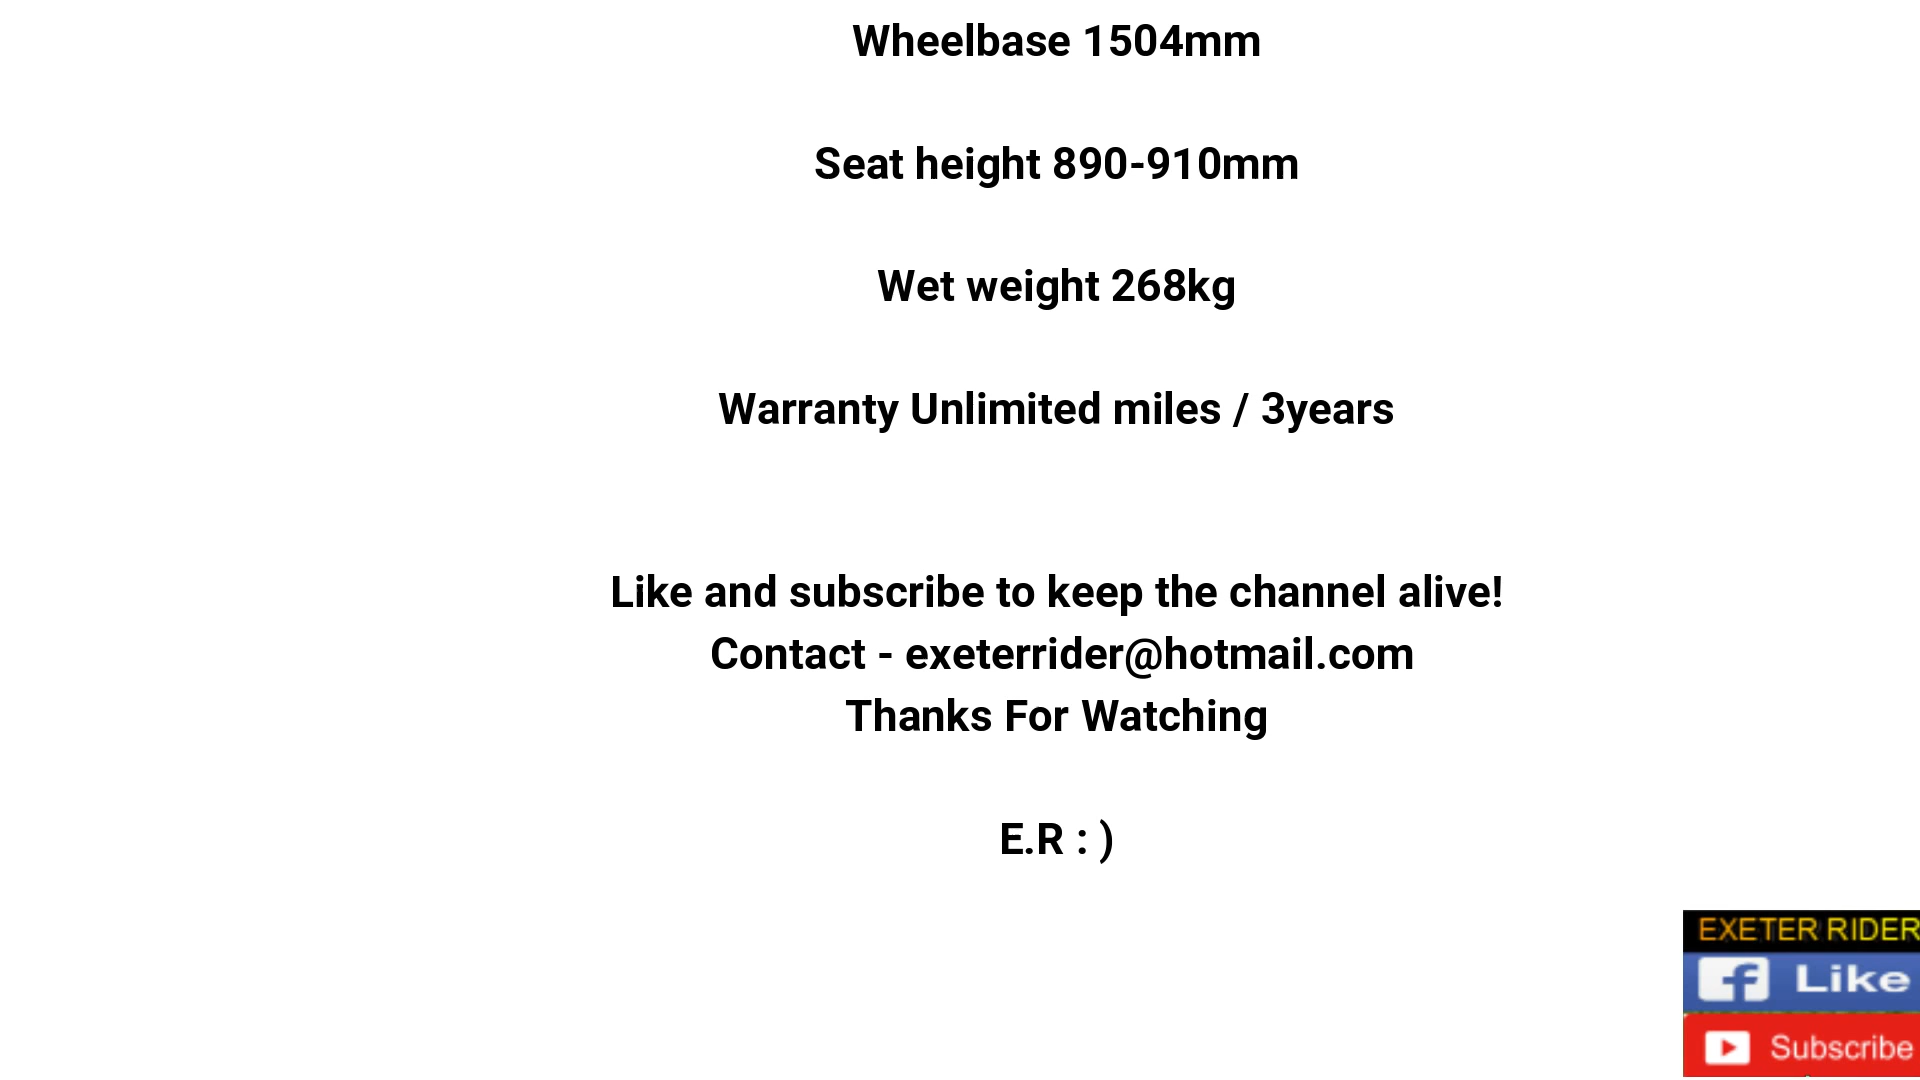 Wheelbase 1504mm
Seat height 890-910mm
Wet weight 268kg
Warranty Unlimited miles / 3years
Like and subscribe to keep the channel alive!
Contact - exeterrider@hotmail.com
Thanks For Watching
E.R : )
EXETER RIDER
Like
Subscribe